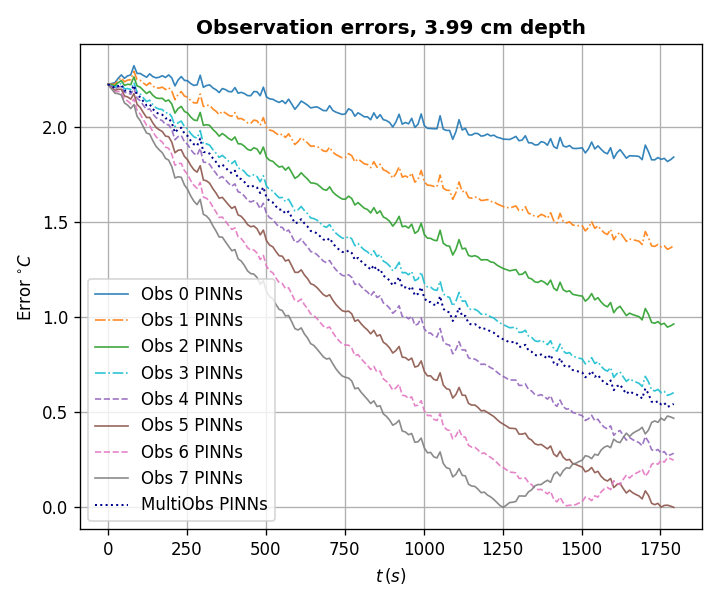 Observation errors, 3.99 cm depth
Error °C
2.0
1.5
1.0
0.5
0.0
Obs 0 PINNs
Obs 1 PINNs
Obs 2 PINNs
Obs 3 PINNs
Obs 4 PINNs
Obs 5 PINNs
Obs 6 PINNs
Obs 7 PINNs
MultiObs PINNs
0 250 500 750 1000 1250 1500 1750
t (s)